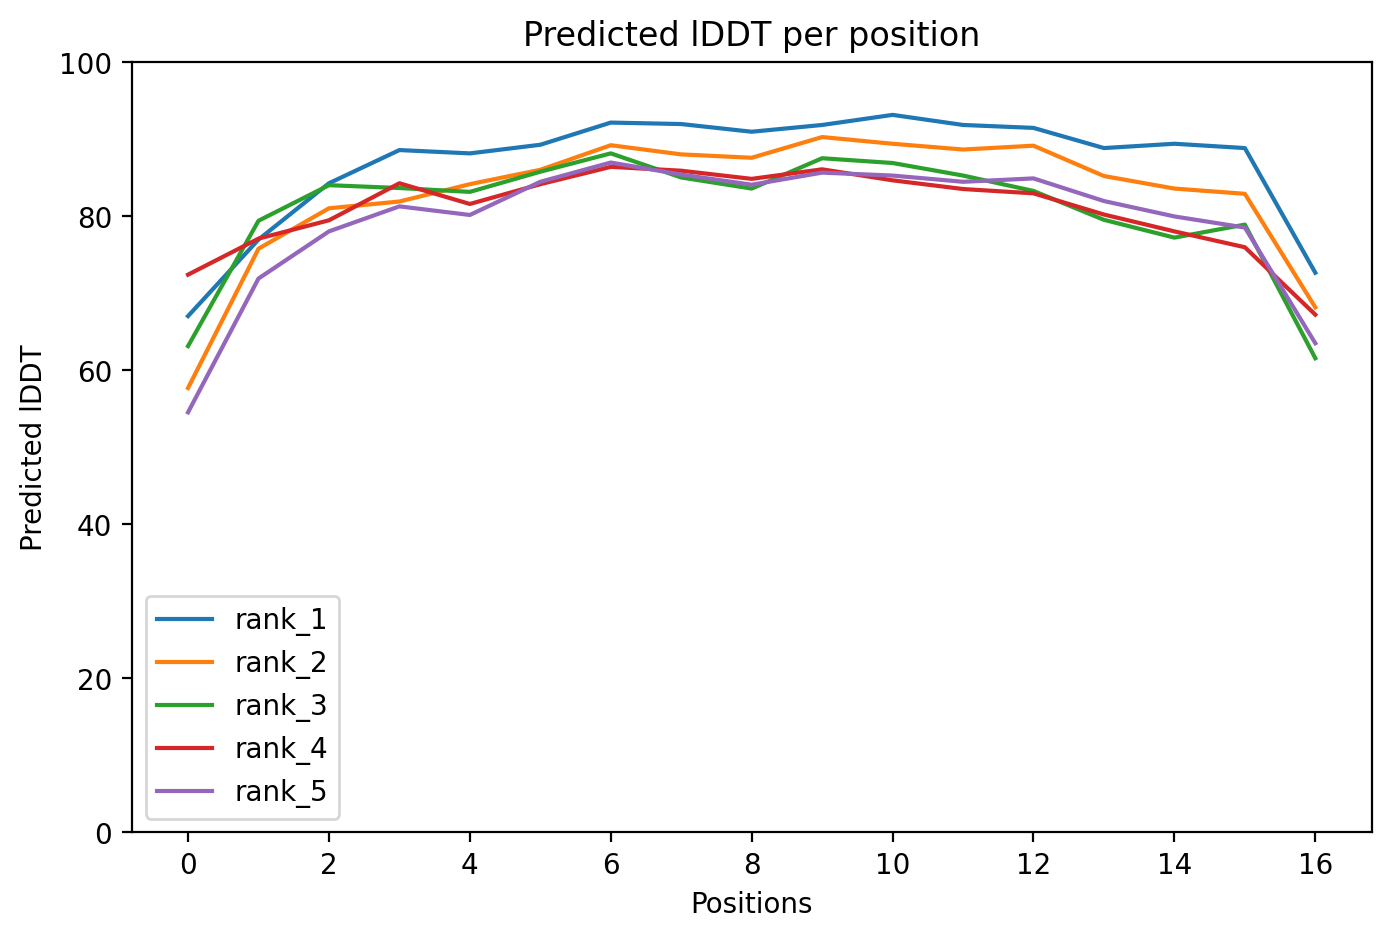 Predicted lDDT per position
Predicted lDDT
100
80
60
40
20
0
rank_1
rank_2
rank_3
rank_4
rank_5
0 2 4 6 8 10 12 14 16
Positions